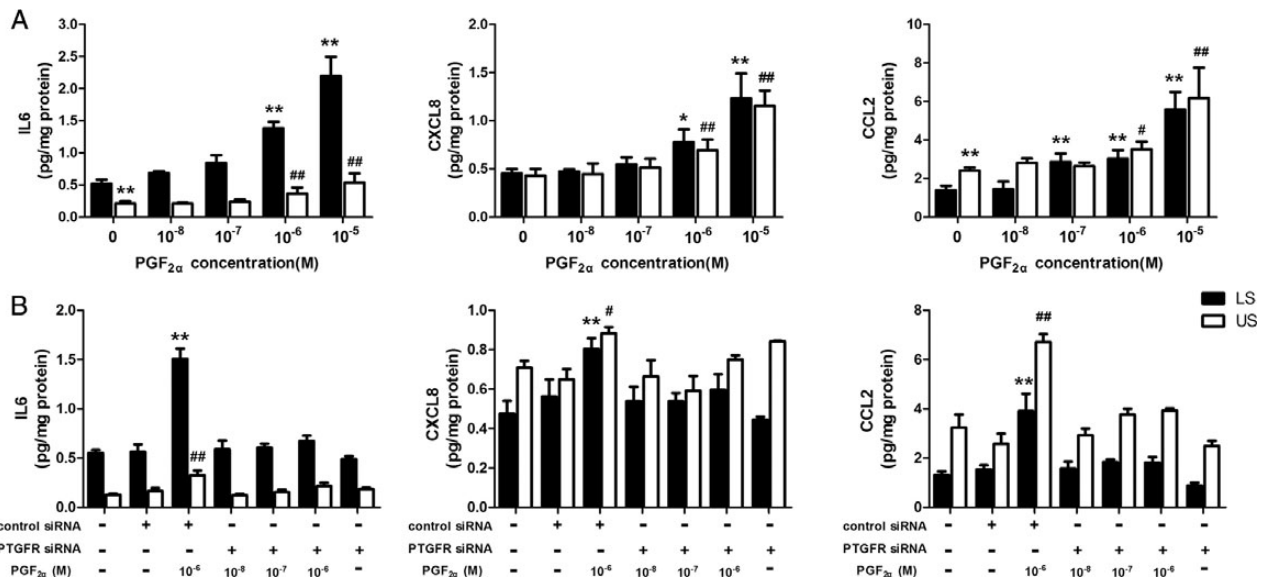 A
IL6
(pg/mg protein)
3.0
2.5
2.0
1.5
1.0
0.5
0.0
**
**
**
##
##
0
10-8
10-7
10-6
10-5
PGF2α concentration(M)
CXCL8
(pg/mg protein)
2.0
1.5
1.0
0.5
0.0
*
##
**
##
0
10-8
10-7
10-6
10-5
PGF2α concentration(M)
CCL2
(pg/mg protein)
10
8
6
4
2
0
**
**
**
#
**
##
0
10-8
10-7
10-6
10-5
PGF2α concentration(M)
LS
US
B
IL6
(pg/mg protein)
2.0
1.5
1.0
0.5
0.0
**
##
CXCL8
(pg/mg protein)
1.0
0.8
0.6
0.4
0.2
0.0
**
#
CCL2
(pg/mg protein)
8
6
4
2
0
**
##
control siRNA - + + - - - -
PTGFR siRNA - - - + + + +
PGF2α (M) - - 10-6 10-8 10-7 10-6 -
- + + - - - -
- - - + + + +
- - 10-6 10-8 10-7 10-6 -
control siRNA - + + - - - -
PTGFR siRNA - - - + + + +
PGF2α (M) - - 10-6 10-8 10-7 10-6 -